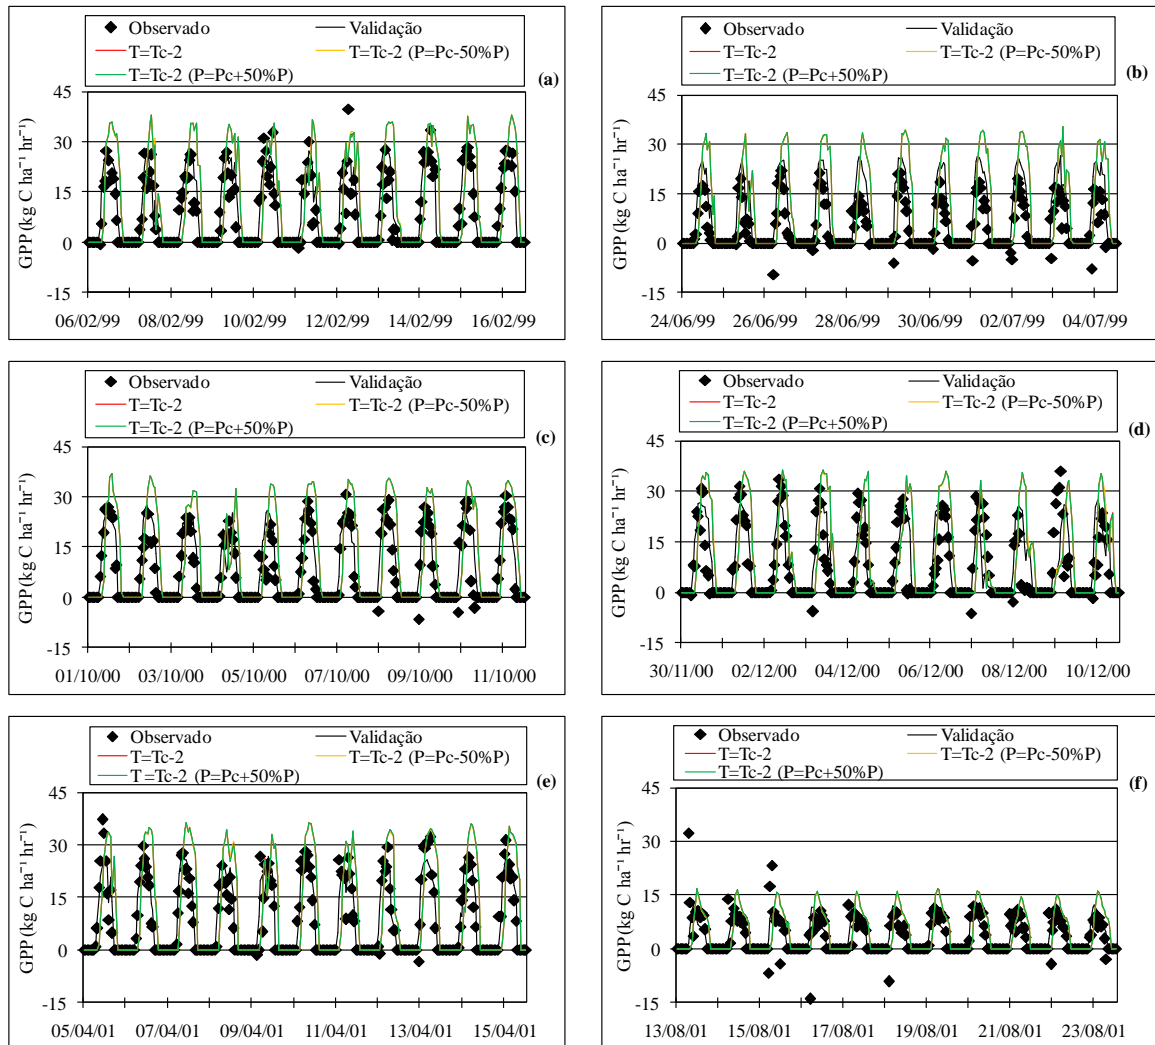 Observado Validação
T=Tc-2 T=Tc-2 (P=Pc-50%P)
T=Tc-2 (P=Pc+50%P)
(a)
GPP (kg C ha⁻¹ hr⁻¹)
45
30
15
0
-15
06/02/99 08/02/99 10/02/99 12/02/99 14/02/99 16/02/99
Observado Validação
T=Tc-2 T=Tc-2 (P=Pc-50%P)
T=Tc-2 (P=Pc+50%P)
(b)
GPP (kg C ha⁻¹ hr⁻¹)
45
30
15
0
-15
24/06/99 26/06/99 28/06/99 30/06/99 02/07/99 04/07/99
Observado Validação
T=Tc-2 T=Tc-2 (P=Pc-50%P)
T=Tc-2 (P=Pc+50%P)
(c)
GPP (kg C ha⁻¹ hr⁻¹)
45
30
15
0
-15
01/10/00 03/10/00 05/10/00 07/10/00 09/10/00 11/10/00
Observado Validação
T=Tc-2 T=Tc-2 (P=Pc-50%P)
T=Tc-2 (P=Pc+50%P)
(d)
GPP (kg C ha⁻¹ hr⁻¹)
45
30
15
0
-15
30/11/00 02/12/00 04/12/00 06/12/00 08/12/00 10/12/00
Observado Validação
T=Tc-2 T=Tc-2 (P=Pc-50%P)
T =Tc-2 (P=Pc+50%P)
(e)
GPP (kg C ha⁻¹ hr⁻¹)
45
30
15
0
-15
05/04/01 07/04/01 09/04/01 11/04/01 13/04/01 15/04/01
Observado Validação
T=Tc-2 T=Tc-2 (P=Pc-50%P)
T=Tc-2 (P=Pc+50%P)
(f)
GPP (kg C ha⁻¹ hr⁻¹)
45
30
15
0
-15
13/08/01 15/08/01 17/08/01 19/08/01 21/08/01 23/08/01